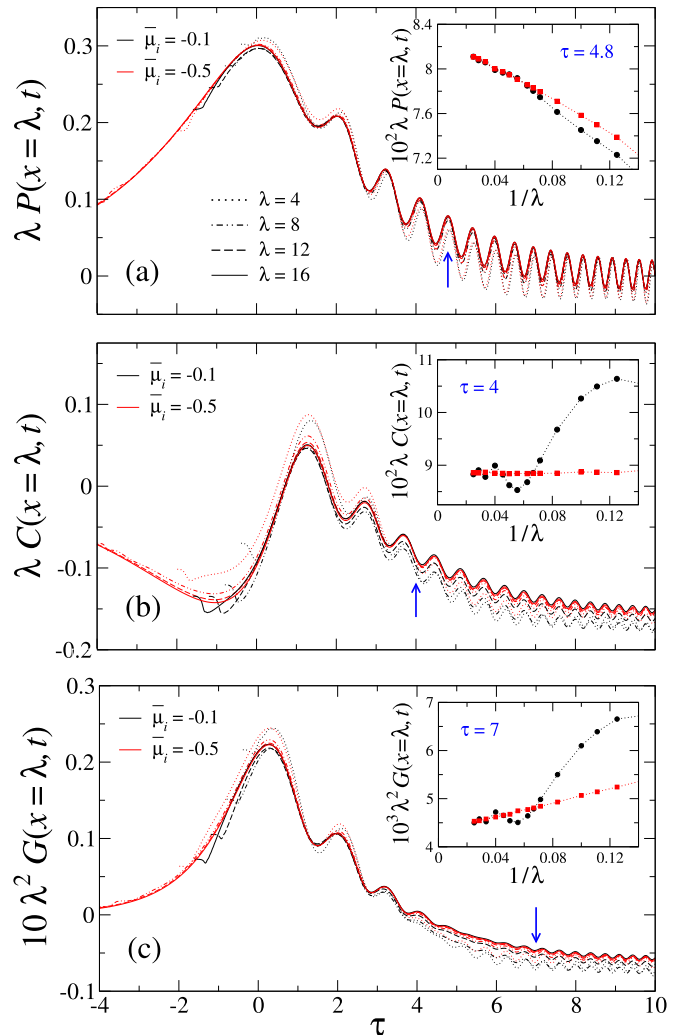 (a)
λ P(x = λ, t)
0.3
0.2
0.1
0
μ̄ᵢ = -0.1
μ̄ᵢ = -0.5
λ = 4
λ = 8
λ = 12
λ = 16
10² λ P(x = λ, t)
8.4
8
7.6
7.2
τ = 4.8
0 0.04 0.08 0.12
1/λ
(b)
λ C(x = λ, t)
0.1
0
-0.1
-0.2
μ̄ᵢ = -0.1
μ̄ᵢ = -0.5
10² λ C(x=λ, t)
11
10
9
8
τ = 4
0 0.04 0.08 0.12
1/λ
(c)
10 λ² G(x = λ, t)
0.3
0.2
0.1
0
-0.1
μ̄ᵢ = -0.1
μ̄ᵢ = -0.5
10³ λ² G(x=λ, t)
7
6
5
4
τ = 7
0 0.04 0.08 0.12
1/λ
-4 -2 0 2 4 6 8 10
τ